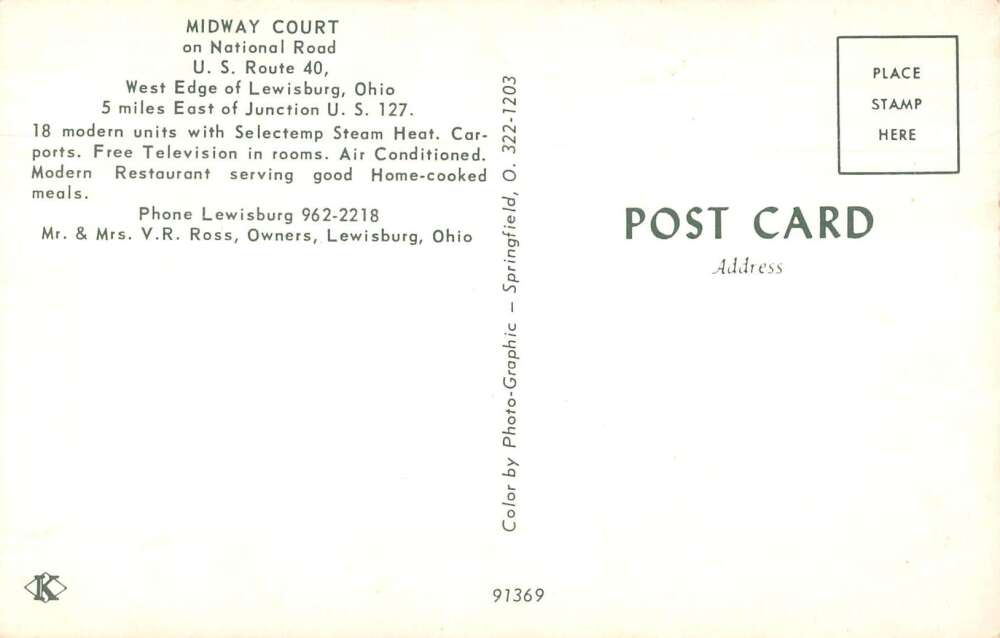 MIDWAY COURT
on National Road
U. S. Route 40,
West Edge of Lewisburg, Ohio
5 miles East of Junction U. S. 127.
18 modern units with Selectemp Steam Heat. Car-
ports. Free Television in rooms. Air Conditioned.
Modern Restaurant serving good Home-cooked
meals.
Phone Lewisburg 962-2218
Mr. & Mrs. V.R. Ross, Owners, Lewisburg, Ohio
Color by Photo-Graphic — Springfield, O. 322-1203
PLACE
STAMP
HERE
POST CARD
Address
K
91369